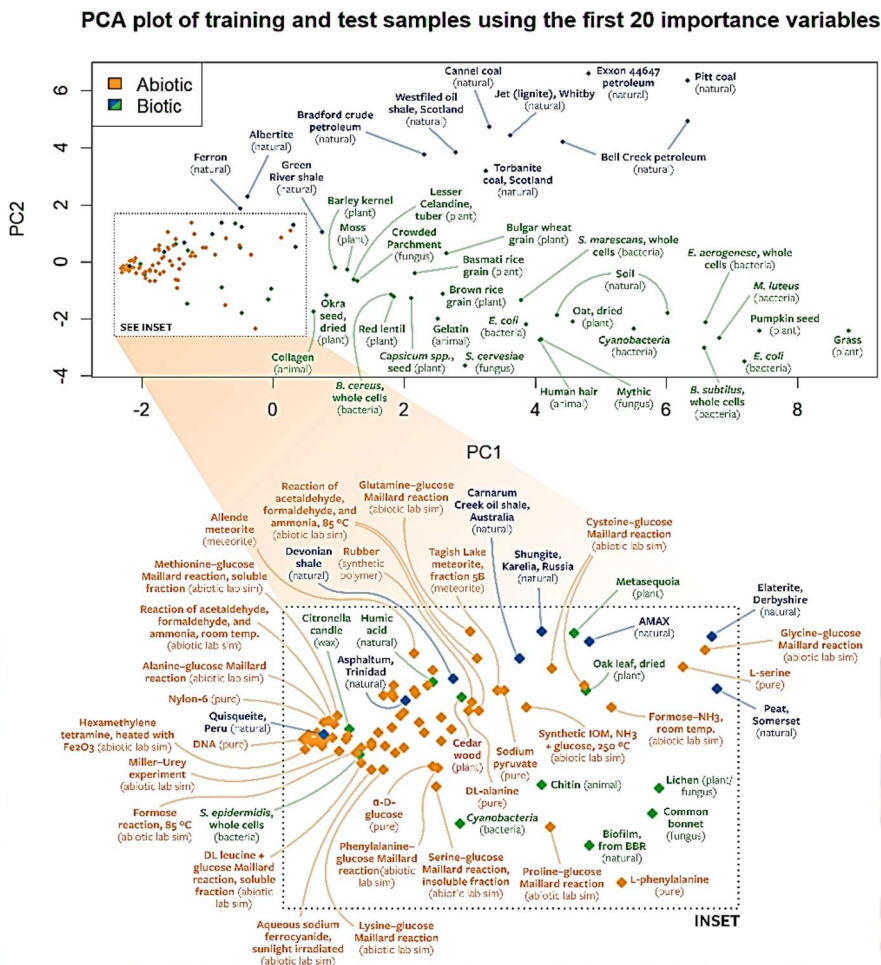 PCA plot of training and test samples using the first 20 importance variables
Abiotic
Biotic
PC2
6
4
2
0
-2
-4
Ferron
(natural)
Albertite
(natural)
Green
River shale
(natural)
Bradford crude
petroleum
(natural)
Westfiled oil
shale, Scotland
(natural)
Cannel coal
(natural)
Jet (lignite), Whitby
(natural)
Exxon 44647
petroleum
(natural)
Pitt coal
(natural)
Torbanite
coal, Scotland
(natural)
Bell Creek petroleum
(natural)
Barley kernel
(plant)
Moss
(plant)
Lesser
Celandine,
tuber (plant)
Crowded
Parchment
(fungus)
Bulgar wheat
grain (plant)
Basmati rice
grain (plant)
Brown rice
grain (plant)
S. marescans, whole
cells (bacteria)
Soil
(natural)
E. aerogenese, whole
cells (bacteria)
M. luteus
(bacteria)
Pumpkin seed
(plant)
Grass
(plant)
SEE INSET
Okra
seed,
dried
(plant)
Red lentil
(plant)
Gelatin
(animal)
E. coli
(bacteria)
Oat, dried
(plant)
Cyanobacteria
(bacteria)
E. coli
(bacteria)
Collagen
(animal)
Capsicum spp.,
seed (plant)
S. cervesiae
(fungus)
B. cereus,
whole cells
(bacteria)
Human hair
(animal)
Mythic
(fungus)
B. subtilus,
whole cells
(bacteria)
-2
0
2
4
6
8
PC1
Reaction of
acetaldehyde,
formaldehyde, and
ammonia, 85 ºC
(abiotic lab sim)
Glutamine–glucose
Maillard reaction
(abiotic lab sim)
Carnarum
Creek oil shale,
Australia
(natural)
Cysteine–glucose
Maillard reaction
(abiotic lab sim)
Allende
meteorite
(meteorite)
Devonian
shale
(natural)
Rubber
(synthetic
polymer)
Tagish Lake
meteorite,
fraction 5B
(meteorite)
Shungite,
Karelia, Russia
(natural)
Metasequoia
(plant)
Elaterite,
Derbyshire
(natural)
Methionine–glucose
Maillard reaction, soluble
fraction (abiotic lab sim)
Reaction of acetaldehyde,
formaldehyde, and
ammonia, room temp.
(abiotic lab sim)
Citronella
candle
(wax)
Humic
acid
(natural)
AMAX
(natural)
Glycine–glucose
Maillard reaction
(abiotic lab sim)
Alanine–glucose Maillard
reaction (abiotic lab sim)
Asphaltum,
Trinidad
(natural)
Oak leaf, dried
(plant)
L-serine
(pure)
Nylon-6 (pure)
Quisqueite,
Peru (natural)
Formose–NH3,
room temp.
(abiotic lab sim)
Peat,
Somerset
(natural)
Hexamethylene
tetramine, heated with
Fe2O3 (abiotic lab sim)
DNA (pure)
Cedar
wood
(plant)
Sodium
pyruvate
(pure)
Synthetic IOM, NH3
+ glucose, 250 ºC
(abiotic lab sim)
Miller–Urey
experiment
(abiotic lab sim)
DL-alanine
(pure)
Chitin (animal)
Lichen (plant/
fungus)
Formose
reaction, 85 ºC
(abiotic lab sim)
S. epidermidis,
whole cells
(bacteria)
α-D-
glucose
(pure)
Cyanobacteria
(bacteria)
Common
bonnet
(fungus)
Biofilm,
from BBR
(natural)
DL leucine +
glucose Maillard
reaction, soluble
fraction (abiotic
lab sim)
Phenylalanine–
glucose Maillard
reaction(abiotic
lab sim)
Serine–glucose
Maillard reaction,
insoluble fraction
(abiotic lab sim)
Proline–glucose
Maillard reaction
(abiotic lab sim)
L-phenylalanine
(pure)
Aqueous sodium
ferrocyanide,
sunlight irradiated
(abiotic lab sim)
Lysine–glucose
Maillard reaction
(abiotic lab sim)
INSET